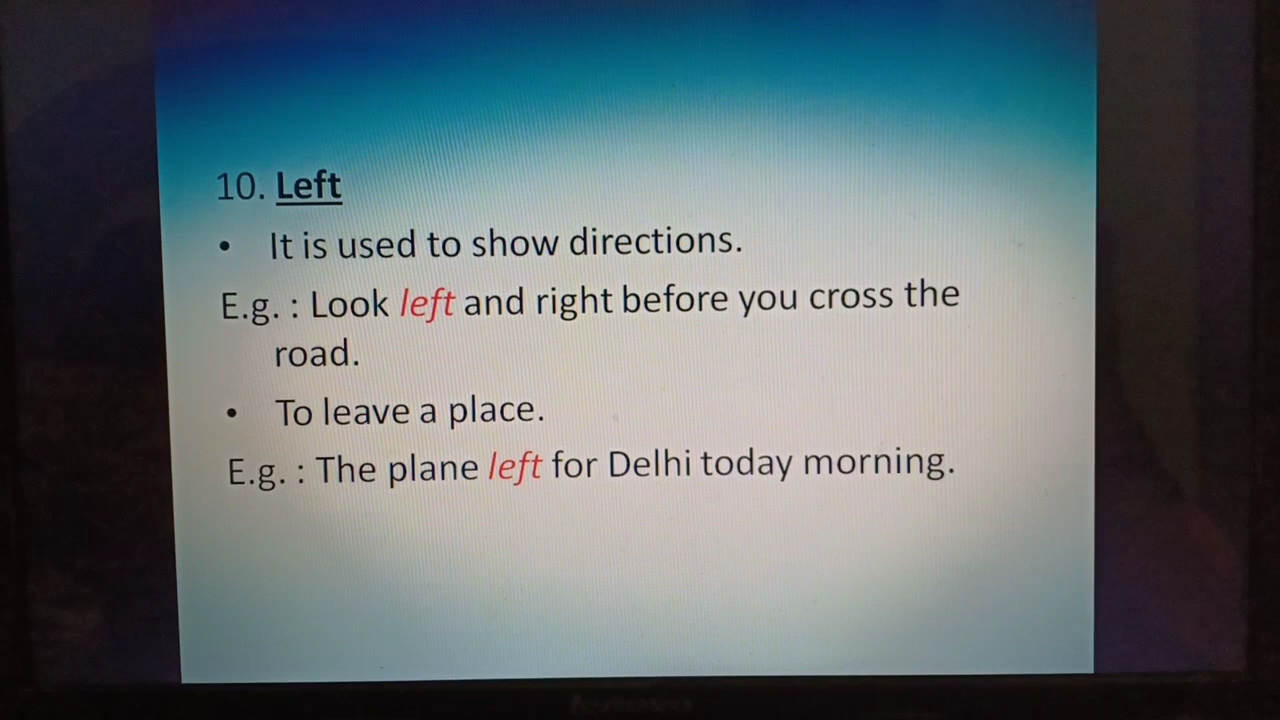 10. Left
• It is used to show directions.
E.g. : Look left and right before you cross the
road.
• To leave a place.
E.g. : The plane left for Delhi today morning.